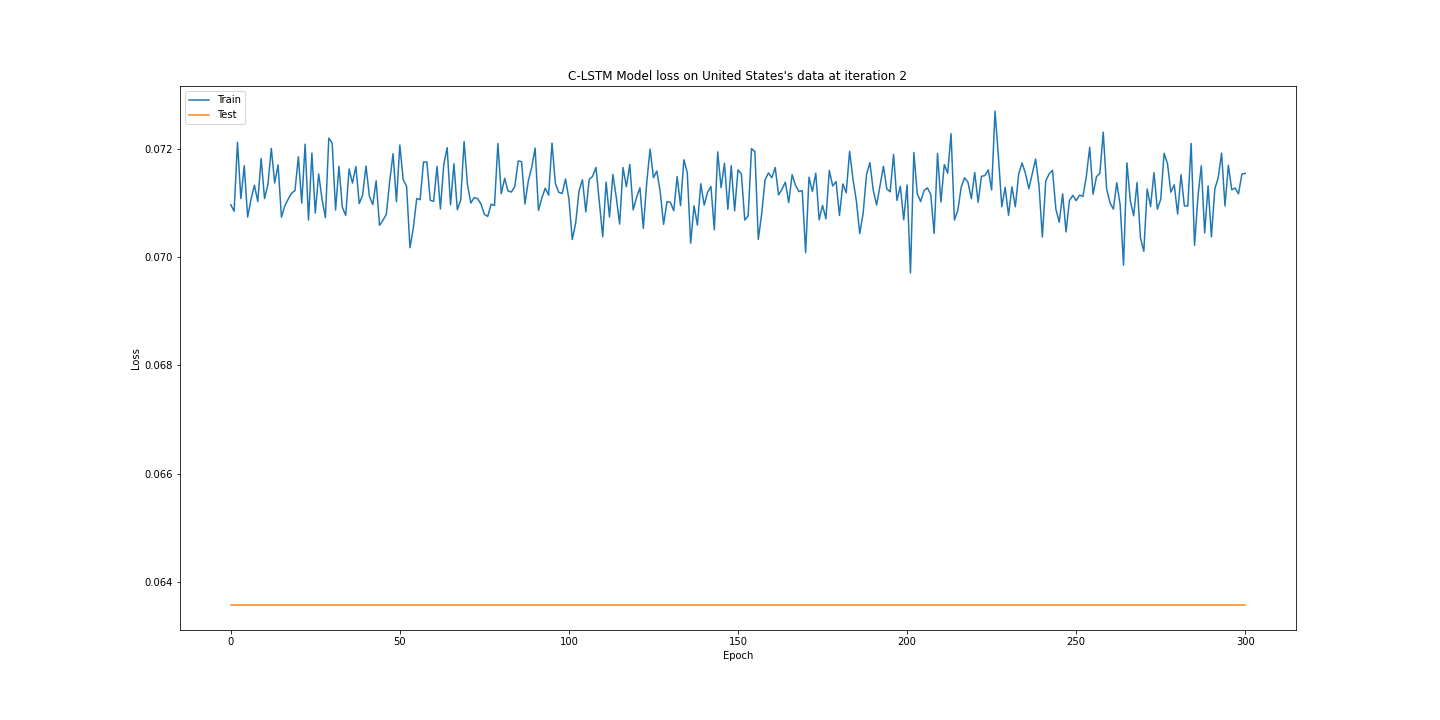 C-LSTM Model loss on United States's data at iteration 2
Train
Test
0.072
0.070
0.068
0.066
0.064
Loss
0 50 100 150 200 250 300
Epoch